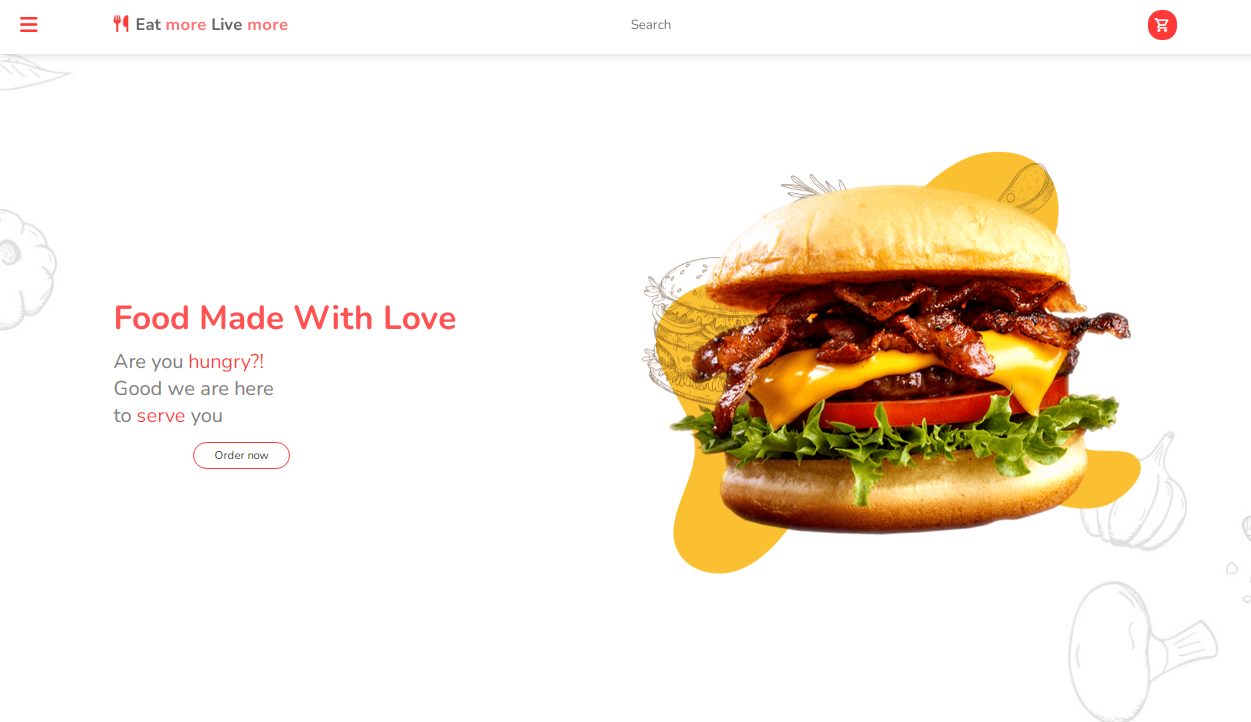 Eat more Live more
Search
Food Made With Love
Are you hungry?!
Good we are here
to serve you
Order now